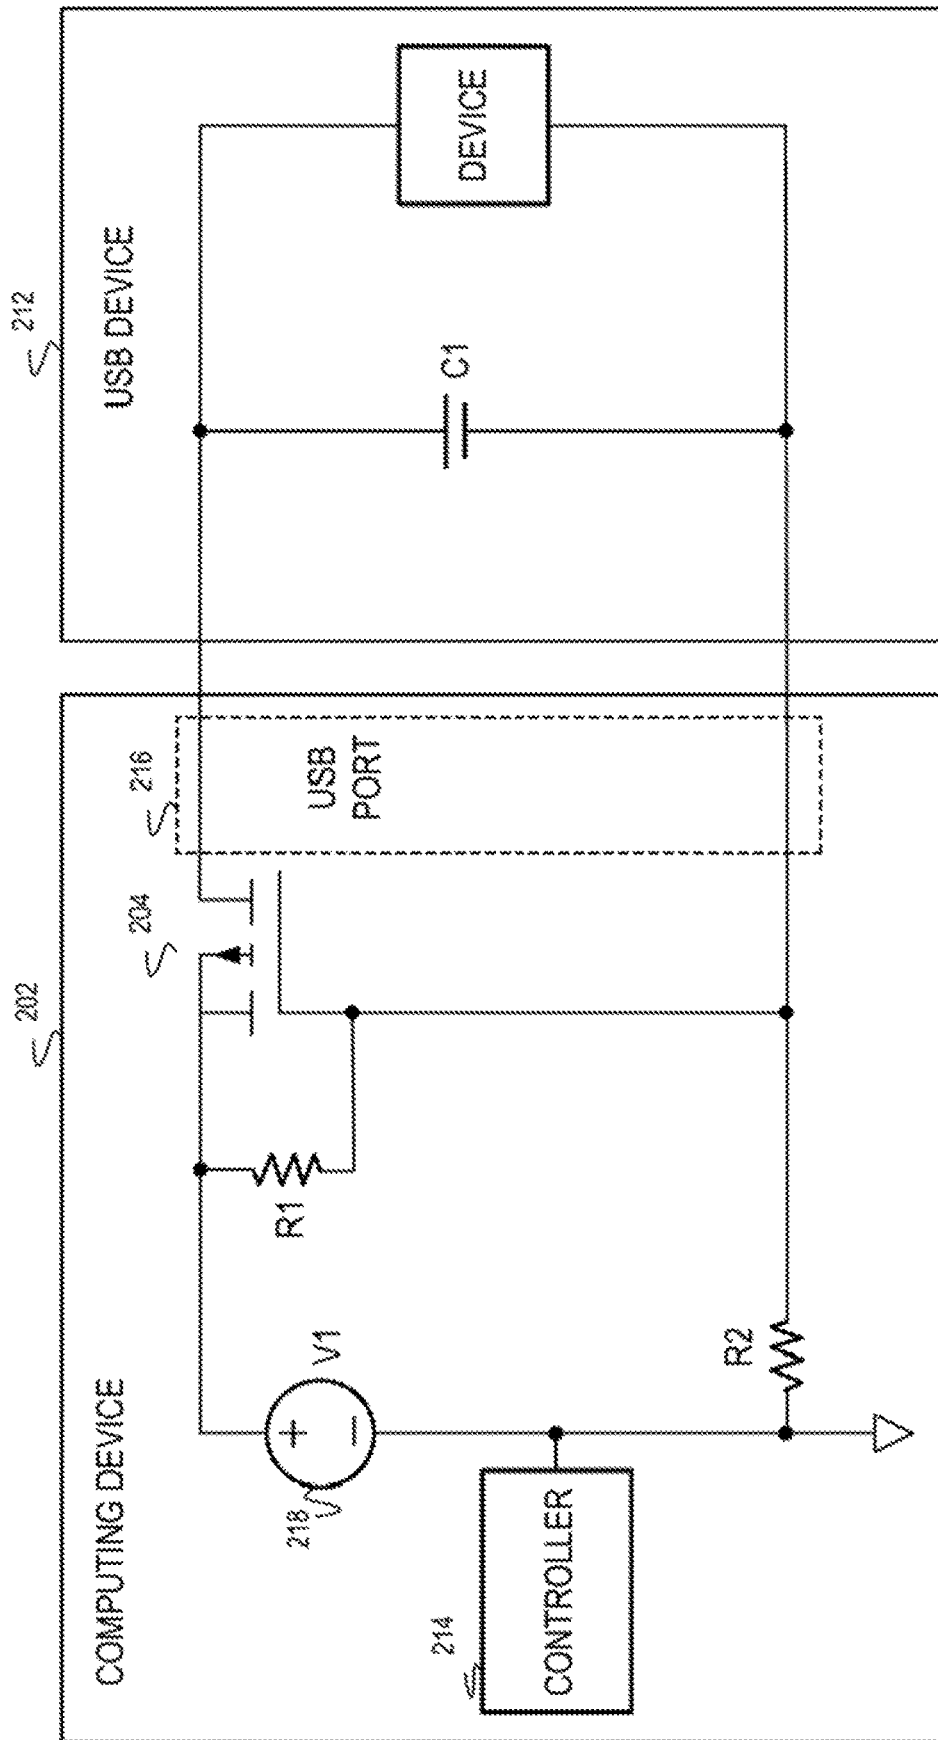 COMPUTING DEVICE
202
204
216
USB
PORT
V1
+
−
218
R1
R2
CONTROLLER
214
212
USB DEVICE
C1
DEVICE